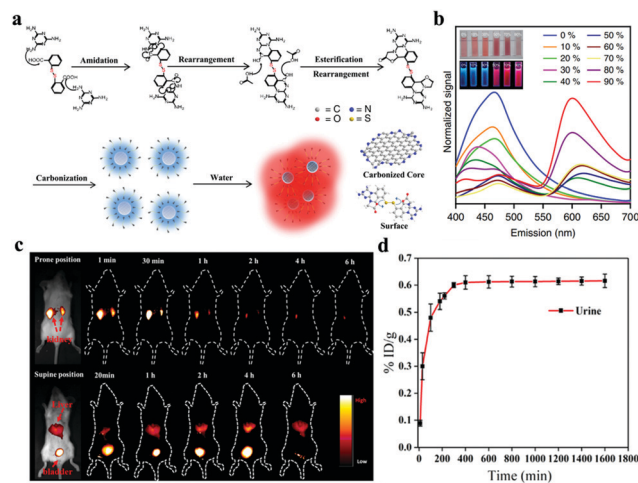 a
Amidation
Rearrangement
Esterification
Rearrangement
HOOC
COOH
= C
= N
= O
= S
Carbonization
Water
Carbonized Core
Surface
b
Normalized signal
0 %
10 %
20 %
30 %
40 %
50 %
60 %
70 %
80 %
90 %
400 450 500 550 600 650 700
Emission (nm)
c
Prone position
1 min
30 min
1 h
2 h
4 h
6 h
Supine position
20min
1 h
2 h
4 h
6 h
bladder
High
Low
d
% ID/g
0.7
0.6
0.5
0.4
0.3
0.2
0.1
0.0
Urine
0 200 400 600 800 1000 1200 1400 1600 1800
Time (min)